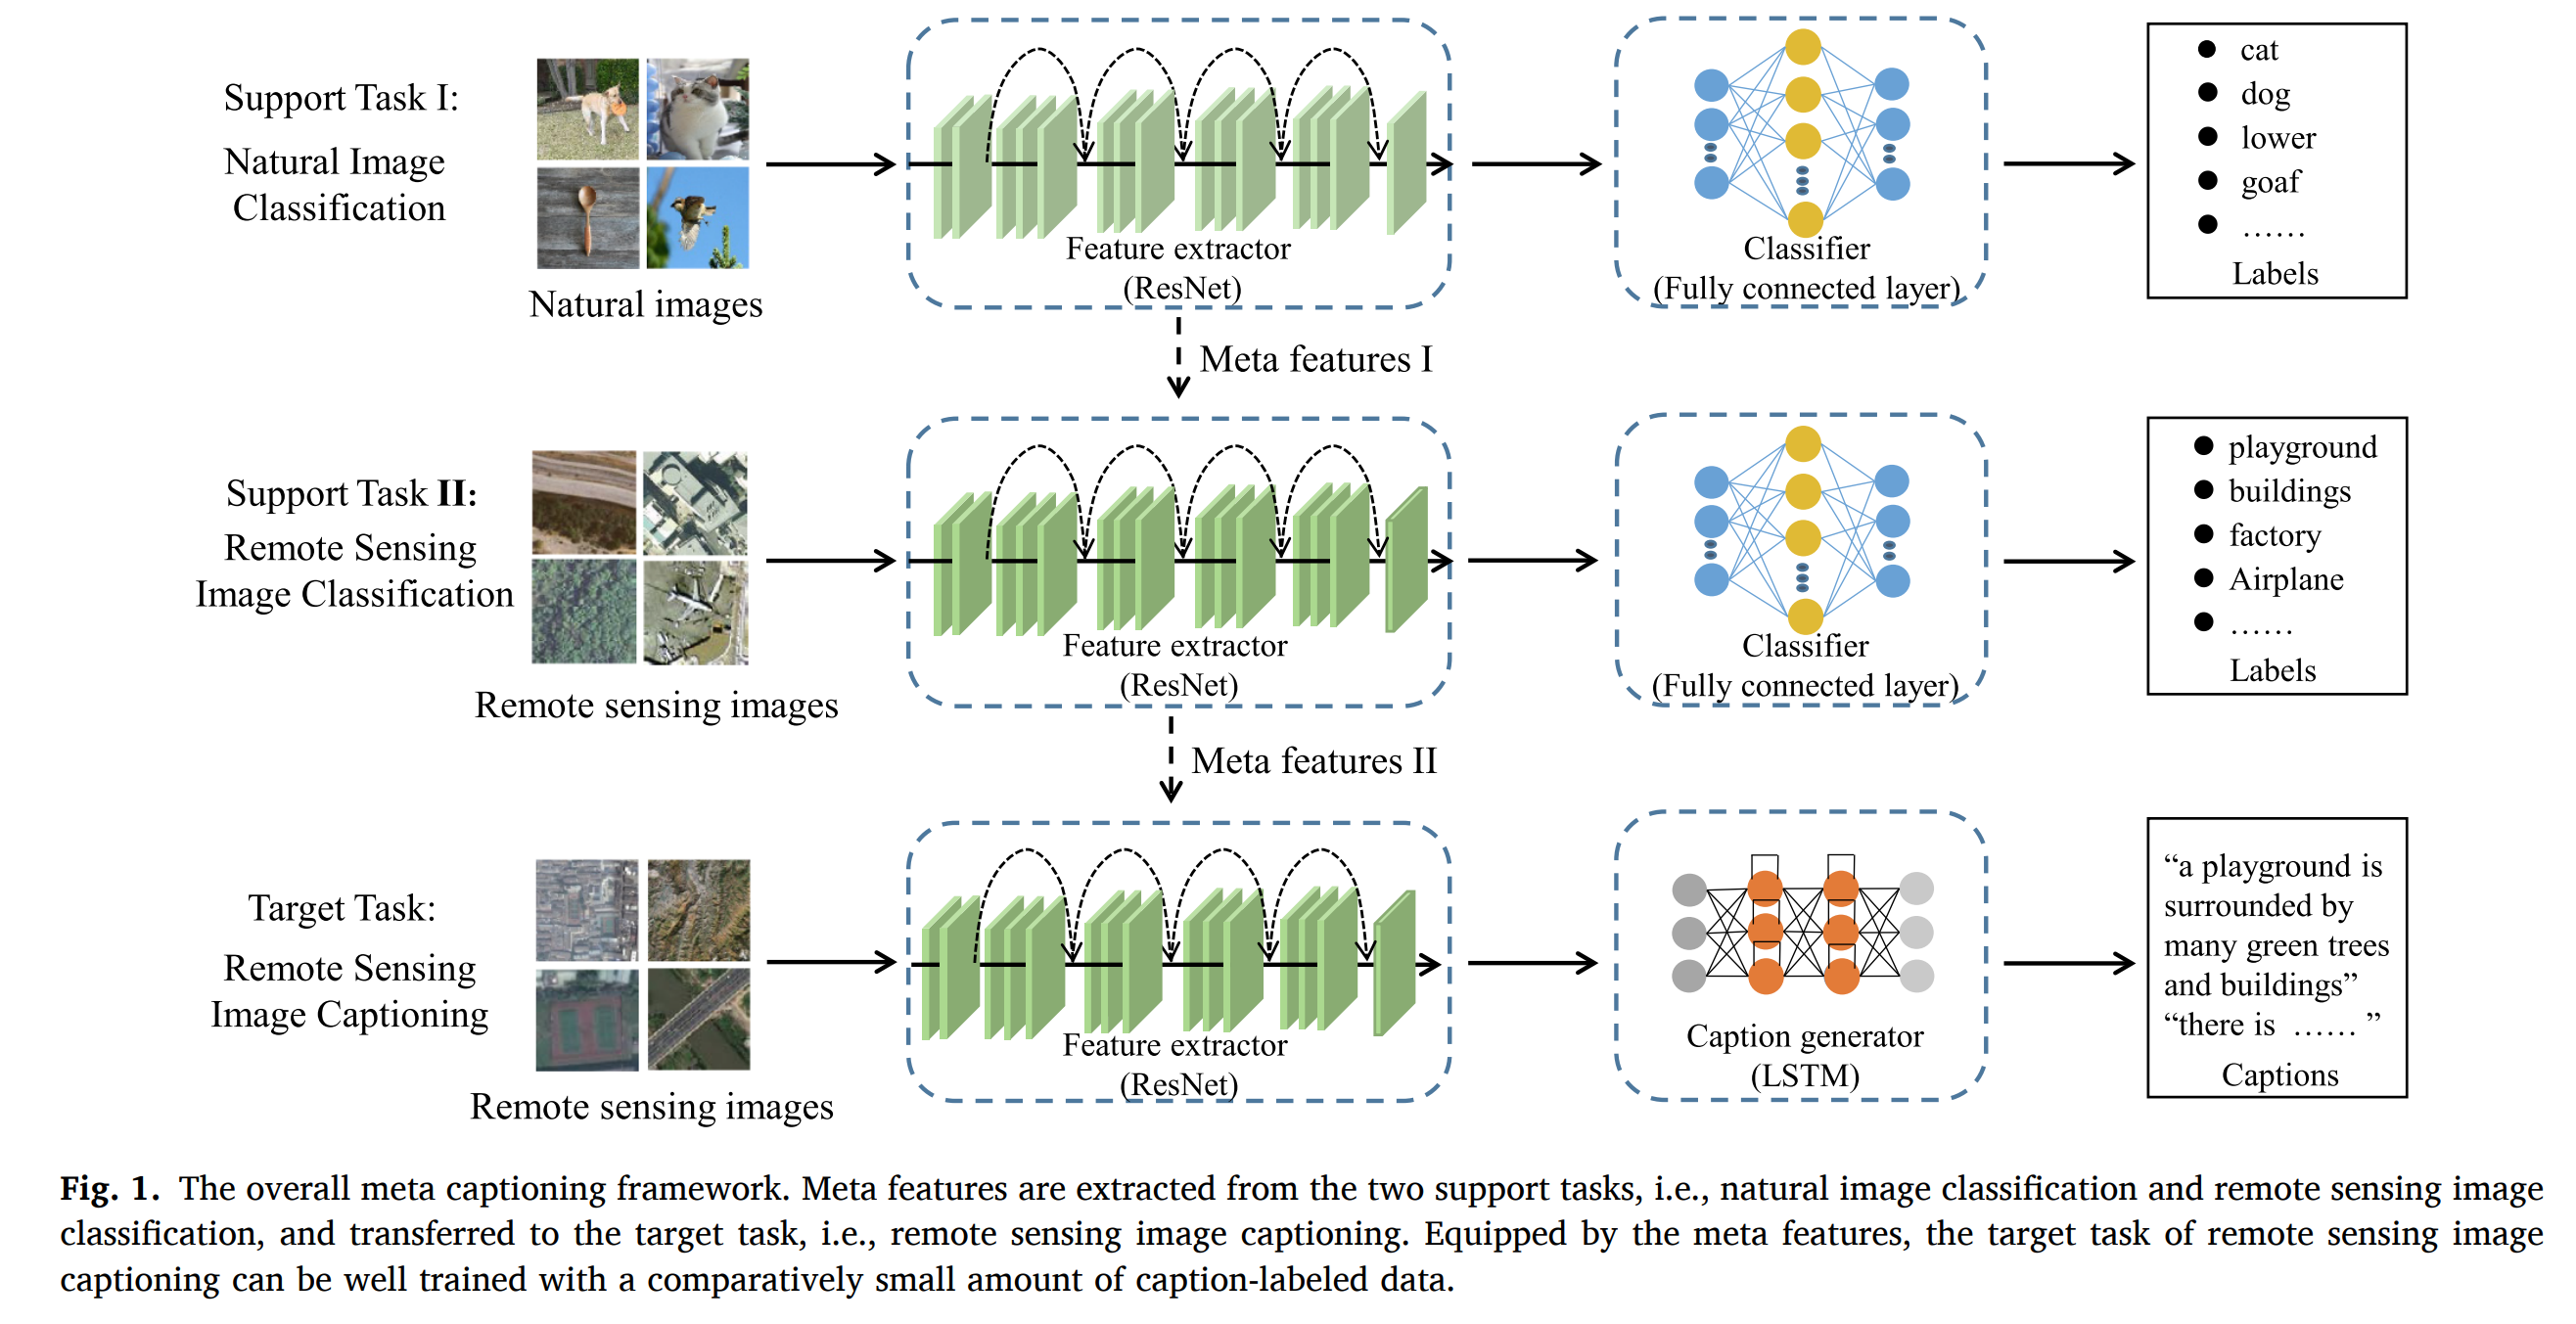 Support Task I:
Natural Image
Classification
Natural images
Feature extractor
(ResNet)
Classifier
(Fully connected layer)
cat
dog
lower
goaf
......
Labels
Meta features I
Support Task II:
Remote Sensing
Image Classification
Remote sensing images
Feature extractor
(ResNet)
Classifier
(Fully connected layer)
playground
buildings
factory
Airplane
......
Labels
Meta features II
Target Task:
Remote Sensing
Image Captioning
Remote sensing images
Feature extractor
(ResNet)
Caption generator
(LSTM)
“a playground is
surrounded by
many green trees
and buildings”
“there is ...... ”
Captions
Fig. 1. The overall meta captioning framework. Meta features are extracted from the two support tasks, i.e., natural image classification and remote sensing image
classification, and transferred to the target task, i.e., remote sensing image captioning. Equipped by the meta features, the target task of remote sensing image
captioning can be well trained with a comparatively small amount of caption-labeled data.